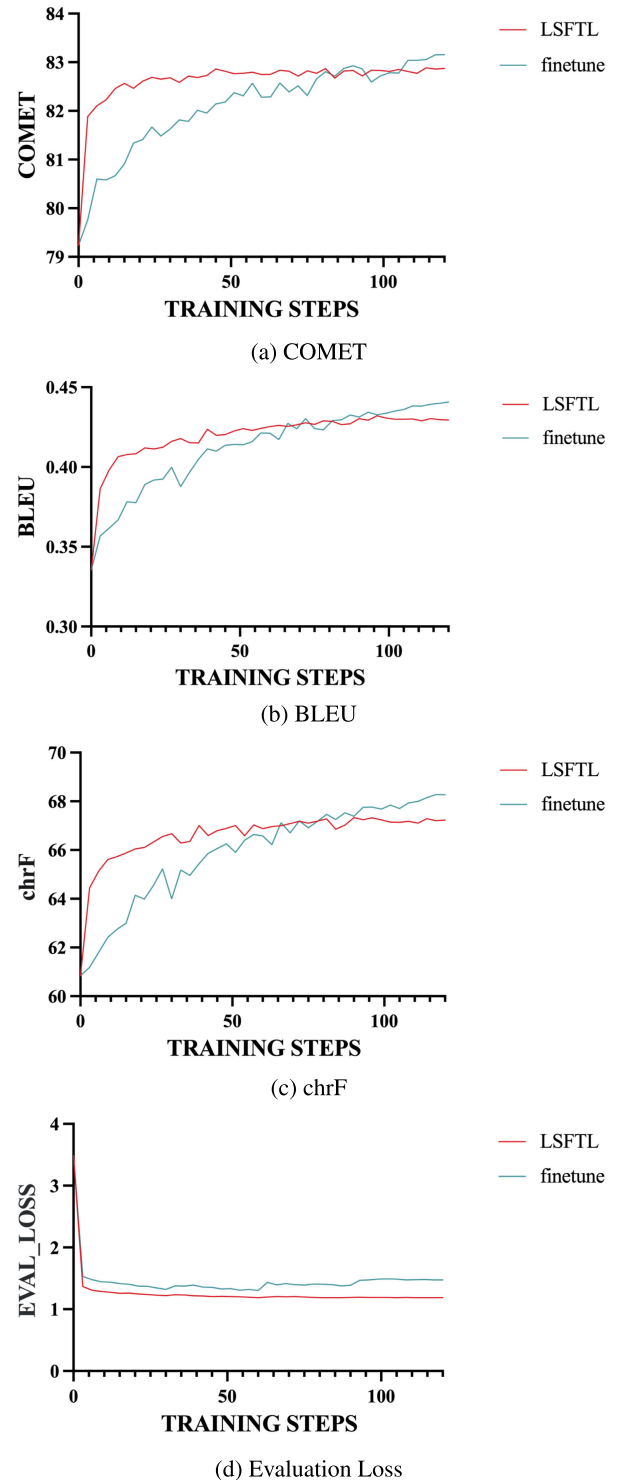 84
83
82
81
80
79
COMET
0
50
100
TRAINING STEPS
LSFTL
finetune
(a) COMET
0.45
0.40
0.35
0.30
BLEU
0
50
100
TRAINING STEPS
LSFTL
finetune
(b) BLEU
70
68
66
64
62
60
chrF
0
50
100
TRAINING STEPS
LSFTL
finetune
(c) chrF
4
3
2
1
0
EVAL_LOSS
0
50
100
TRAINING STEPS
LSFTL
finetune
(d) Evaluation Loss